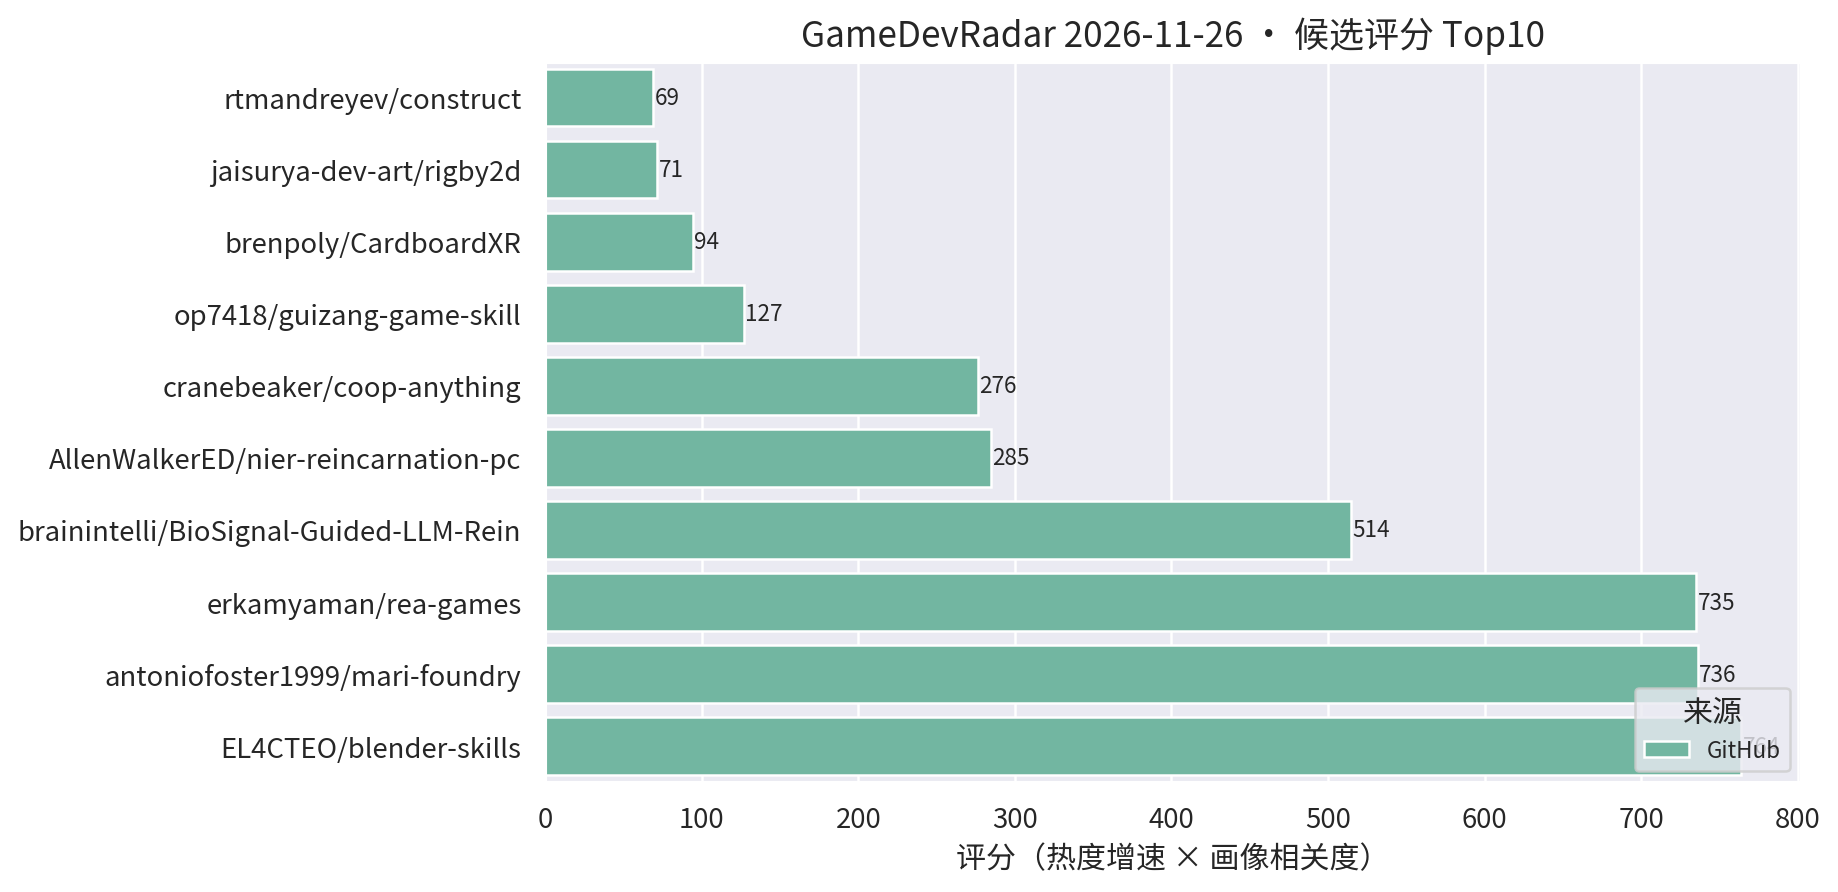 GameDevRadar 2026-11-26 • 候选评分 Top10
rtmandreyev/construct 69
jaisurya-dev-art/rigby2d 71
brenpoly/CardboardXR 94
op7418/guizang-game-skill 127
cranebeaker/coop-anything 276
AllenWalkerED/nier-reincarnation-pc 285
brainintelli/BioSignal-Guided-LLM-Rein 514
erkamyaman/rea-games 735
antoniofoster1999/mari-foundry 736
来源
EL4CTEO/blender-skills 764
GitHub
0 100 200 300 400 500 600 700 800
评分（热度增速 × 画像相关度）